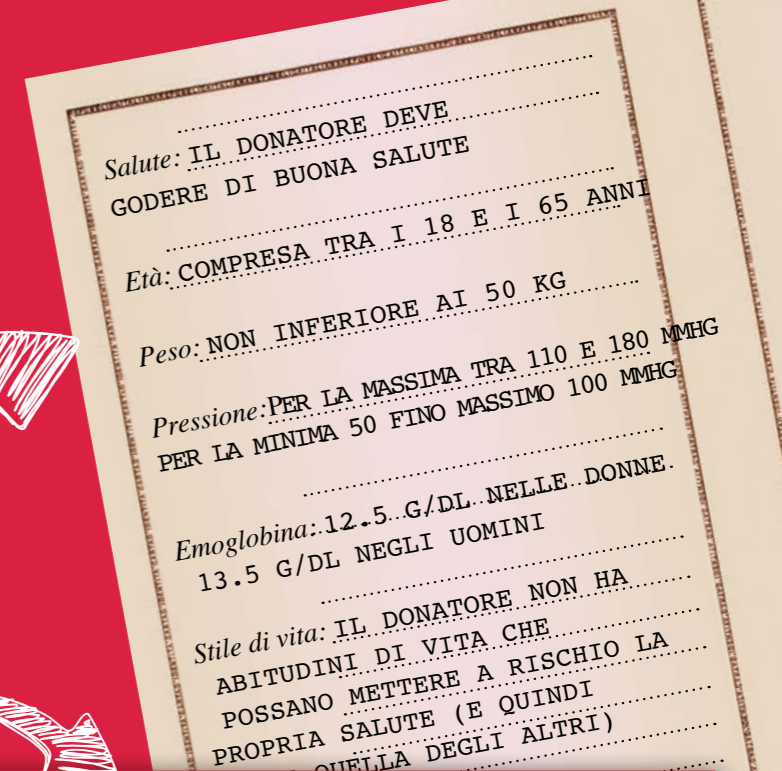 Salute: IL DONATORE DEVE
GODERE DI BUONA SALUTE
Età: COMPRESA TRA I 18 E I 65 ANNI
Peso: NON INFERIORE AI 50 KG
Pressione: PER LA MASSIMA TRA 110 E 180 MMHG
PER LA MINIMA 50 FINO MASSIMO 100 MMHG
Emoglobina: 12.5 G/DL NELLE DONNE
13.5 G/DL NEGLI UOMINI
Stile di vita: IL DONATORE NON HA
ABITUDINI DI VITA CHE
POSSANO METTERE A RISCHIO LA
PROPRIA SALUTE (E QUINDI
QUELLA DEGLI ALTRI)